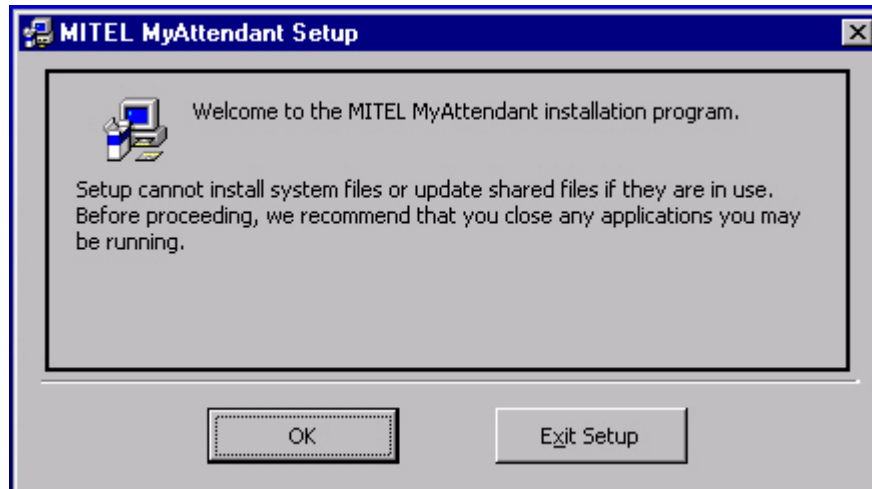 MITEL MyAttendant Setup
Welcome to the MITEL MyAttendant installation program.
Setup cannot install system files or update shared files if they are in use.
Before proceeding, we recommend that you close any applications you may
be running.
OK
Exit Setup